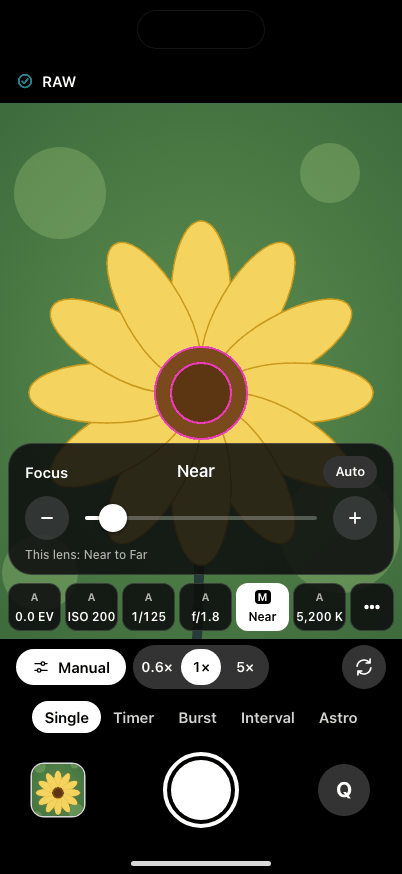 RAW
Focus Near Auto
This lens: Near to Far
A A A A M A
0.0 EV ISO 200 1/125 f/1.8 Near 5,200 K •••
Manual 0.6× 1× 5×
Single Timer Burst Interval Astro
Q